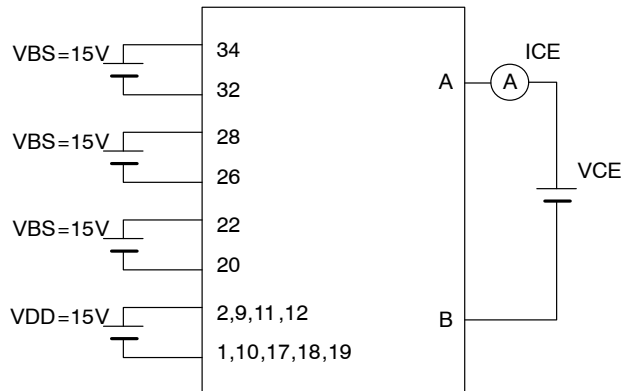 ICE
VBS=15V
34
32
A
A
VBS=15V
28
26
VCE
VBS=15V
22
20
VDD=15V
2,9,11,12
B
1,10,17,18,19